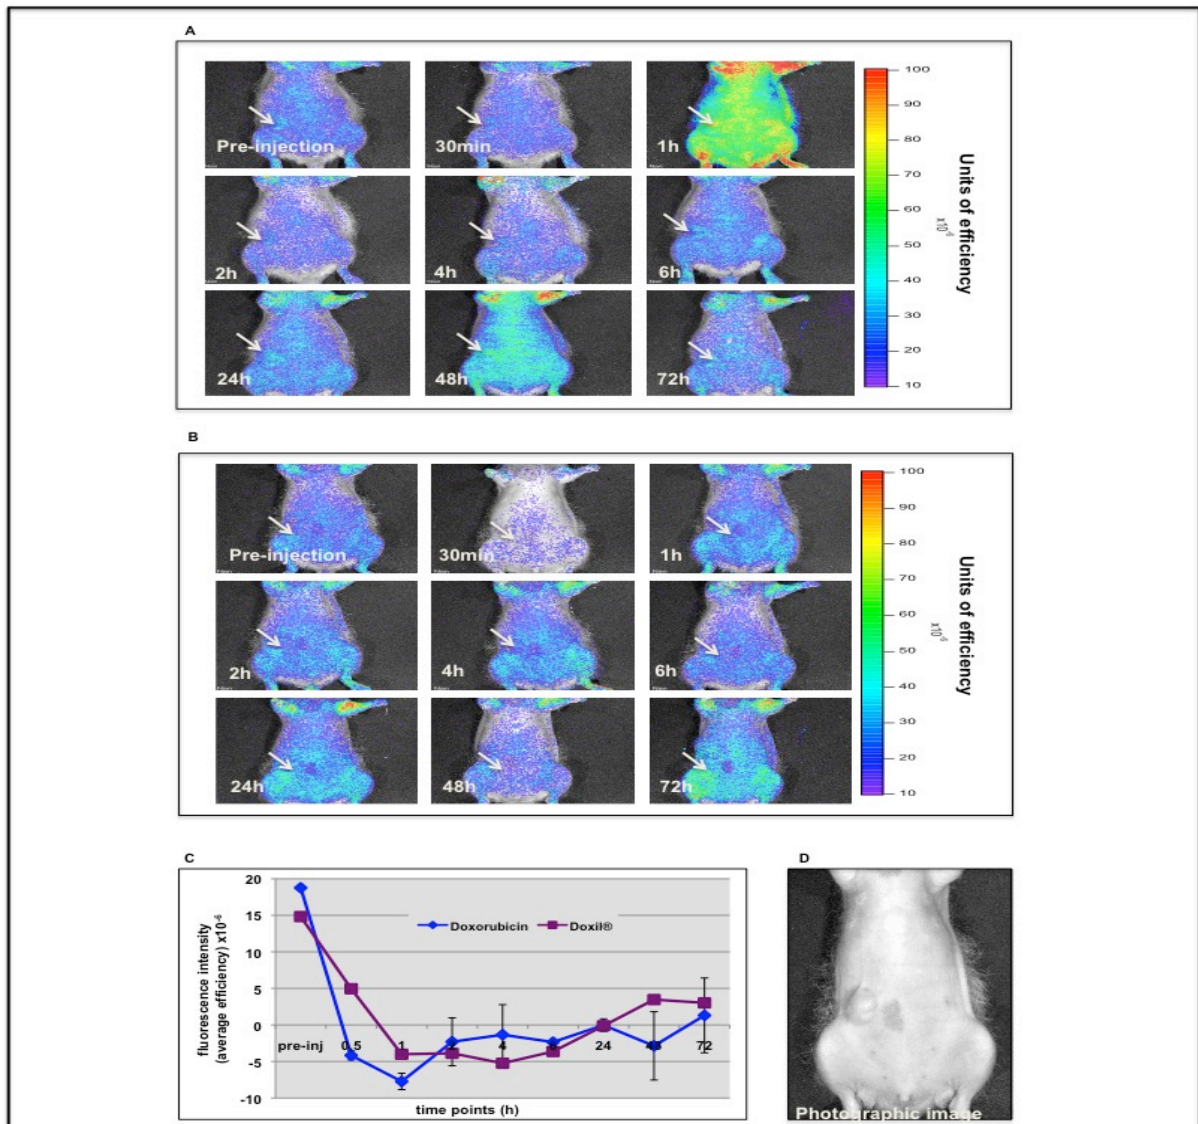 A
Pre-injection
30min
1h
2h
4h
6h
24h
48h
72h
100
90
80
70
60
50
40
30
20
10
Units of efficiency
x10⁻⁶
B
Pre-injection
30min
1h
2h
4h
6h
24h
48h
72h
100
90
80
70
60
50
40
30
20
10
Units of efficiency
x10⁻⁶
C
20
15
10
5
0
-5
-10
fluorescence intensity
(average efficiency) x10⁻⁶
Doxorubicin
Doxil®
pre-inj
0.5
1
4
24
72
time points (h)
D
Photographic image